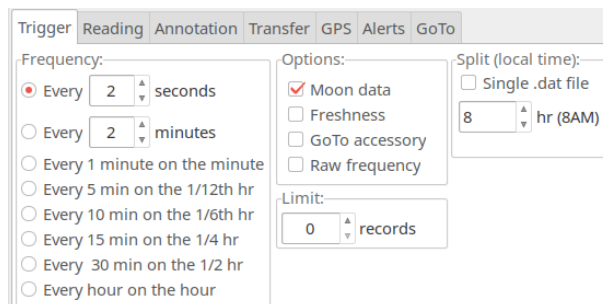 Trigger Reading Annotation Transfer GPS Alerts GoTo
Frequency:
Every 2 seconds
Every 2 minutes
Every 1 minute on the minute
Every 5 min on the 1/12th hr
Every 10 min on the 1/6th hr
Every 15 min on the 1/4 hr
Every 30 min on the 1/2 hr
Every hour on the hour
Options:
Moon data
Freshness
GoTo accessory
Raw frequency
Limit:
0 records
Split (local time):
Single .dat file
8 hr (8AM)